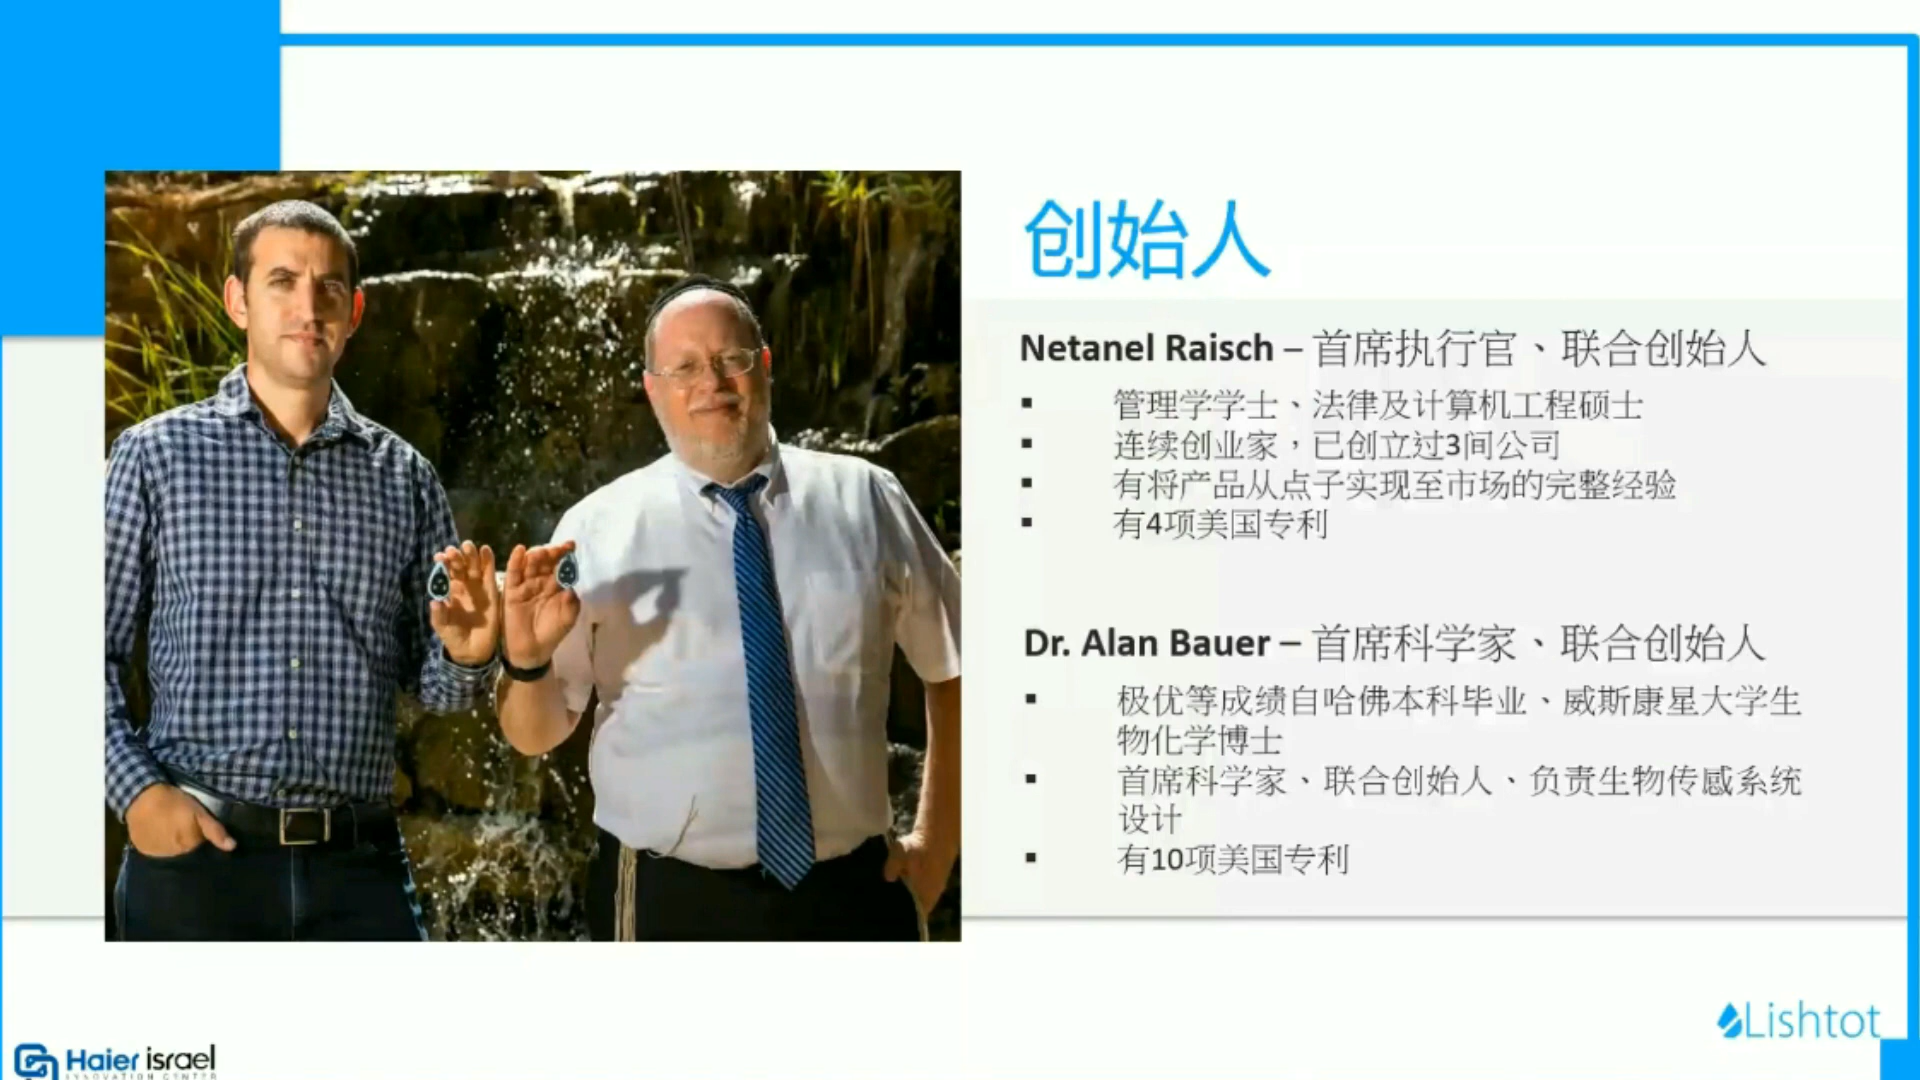 创始人
Netanel Raisch – 首席执行官、联合创始人
▪ 管理学学士、法律及计算机工程硕士
▪ 连续创业家，已创立过3间公司
▪ 有将产品从点子实现至市场的完整经验
▪ 有4项美国专利
Dr. Alan Bauer – 首席科学家、联合创始人
▪ 极优等成绩自哈佛本科毕业、威斯康星大学生
物化学博士
▪ 首席科学家、联合创始人、负责生物传感系统
设计
▪ 有10项美国专利
Lishtot
Haier israel
INNOVATION CENTER